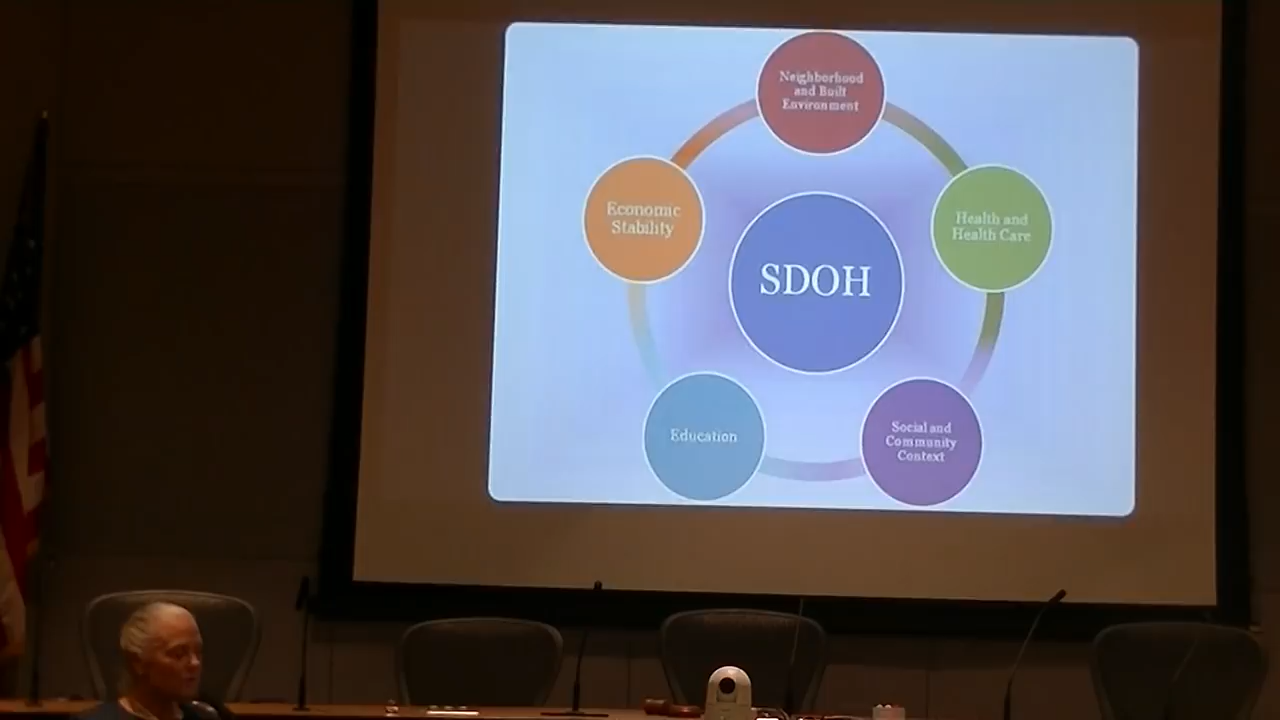 Neighborhood
and Built
Environment
Economic
Stability
Health and
Health Care
SDOH
Education
Social and
Community
Context